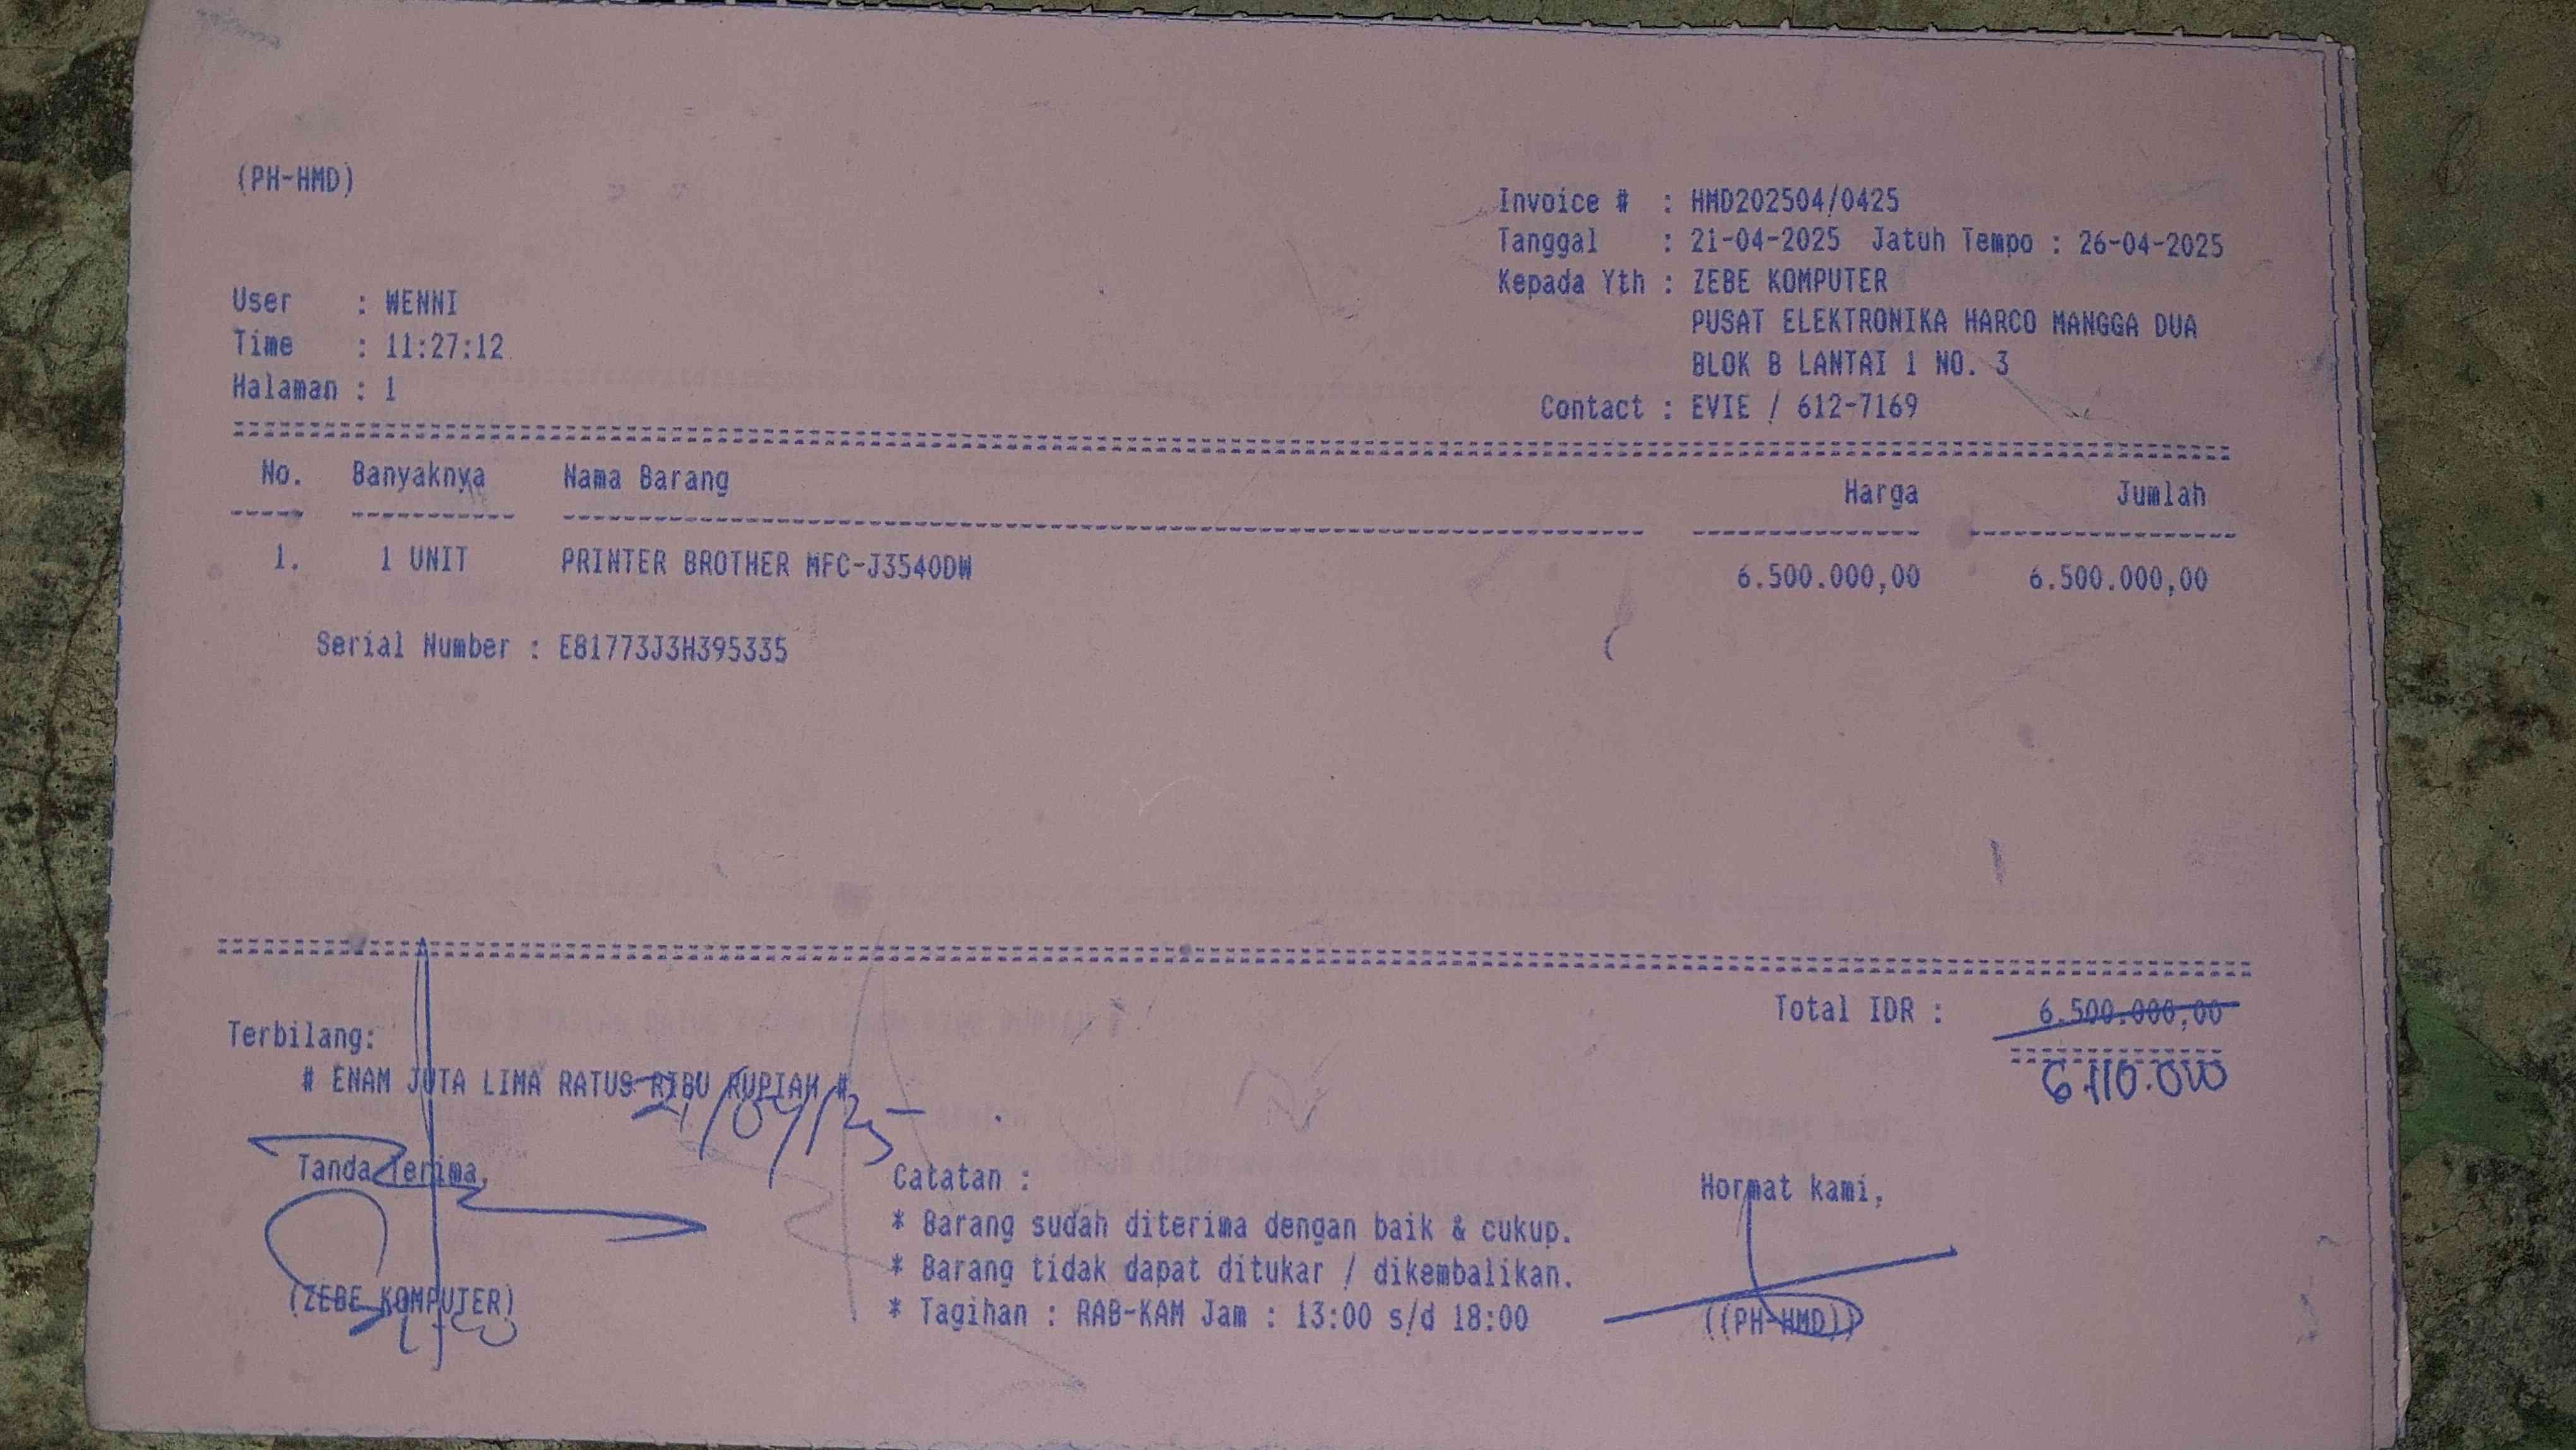 (PH-HMD)
Invoice # : HMD202504/0425
Tanggal : 21-04-2025 Jatuh Tempo : 26-04-2025
Kepada Yth : ZEBE KOMPUTER
PUSAT ELEKTRONIKA HARCO MANGGA DUA
BLOK B LANTAI 1 NO. 3
Contact : EVIE / 612-7169
User : WENNI
Time : 11:27:12
Halaman : 1
No. Banyaknya Nama Barang Harga Jumlah
1. 1 UNIT PRINTER BROTHER MFC-J3540DW 6.500.000,00 6.500.000,00
Serial Number : E81773J3H395335
Total IDR : 6.500.000,00
Terbilang:
# ENAM JUTA LIMA RATUS RIBU RUPIAH #
21/04/25
Tanda Terima,
(ZEBE KOMPUTER)
Catatan :
* Barang sudah diterima dengan baik & cukup.
* Barang tidak dapat ditukar / dikembalikan.
* Tagihan : RAB-KAM Jam : 13:00 s/d 18:00
Hormat kami,
((PH-HMD))